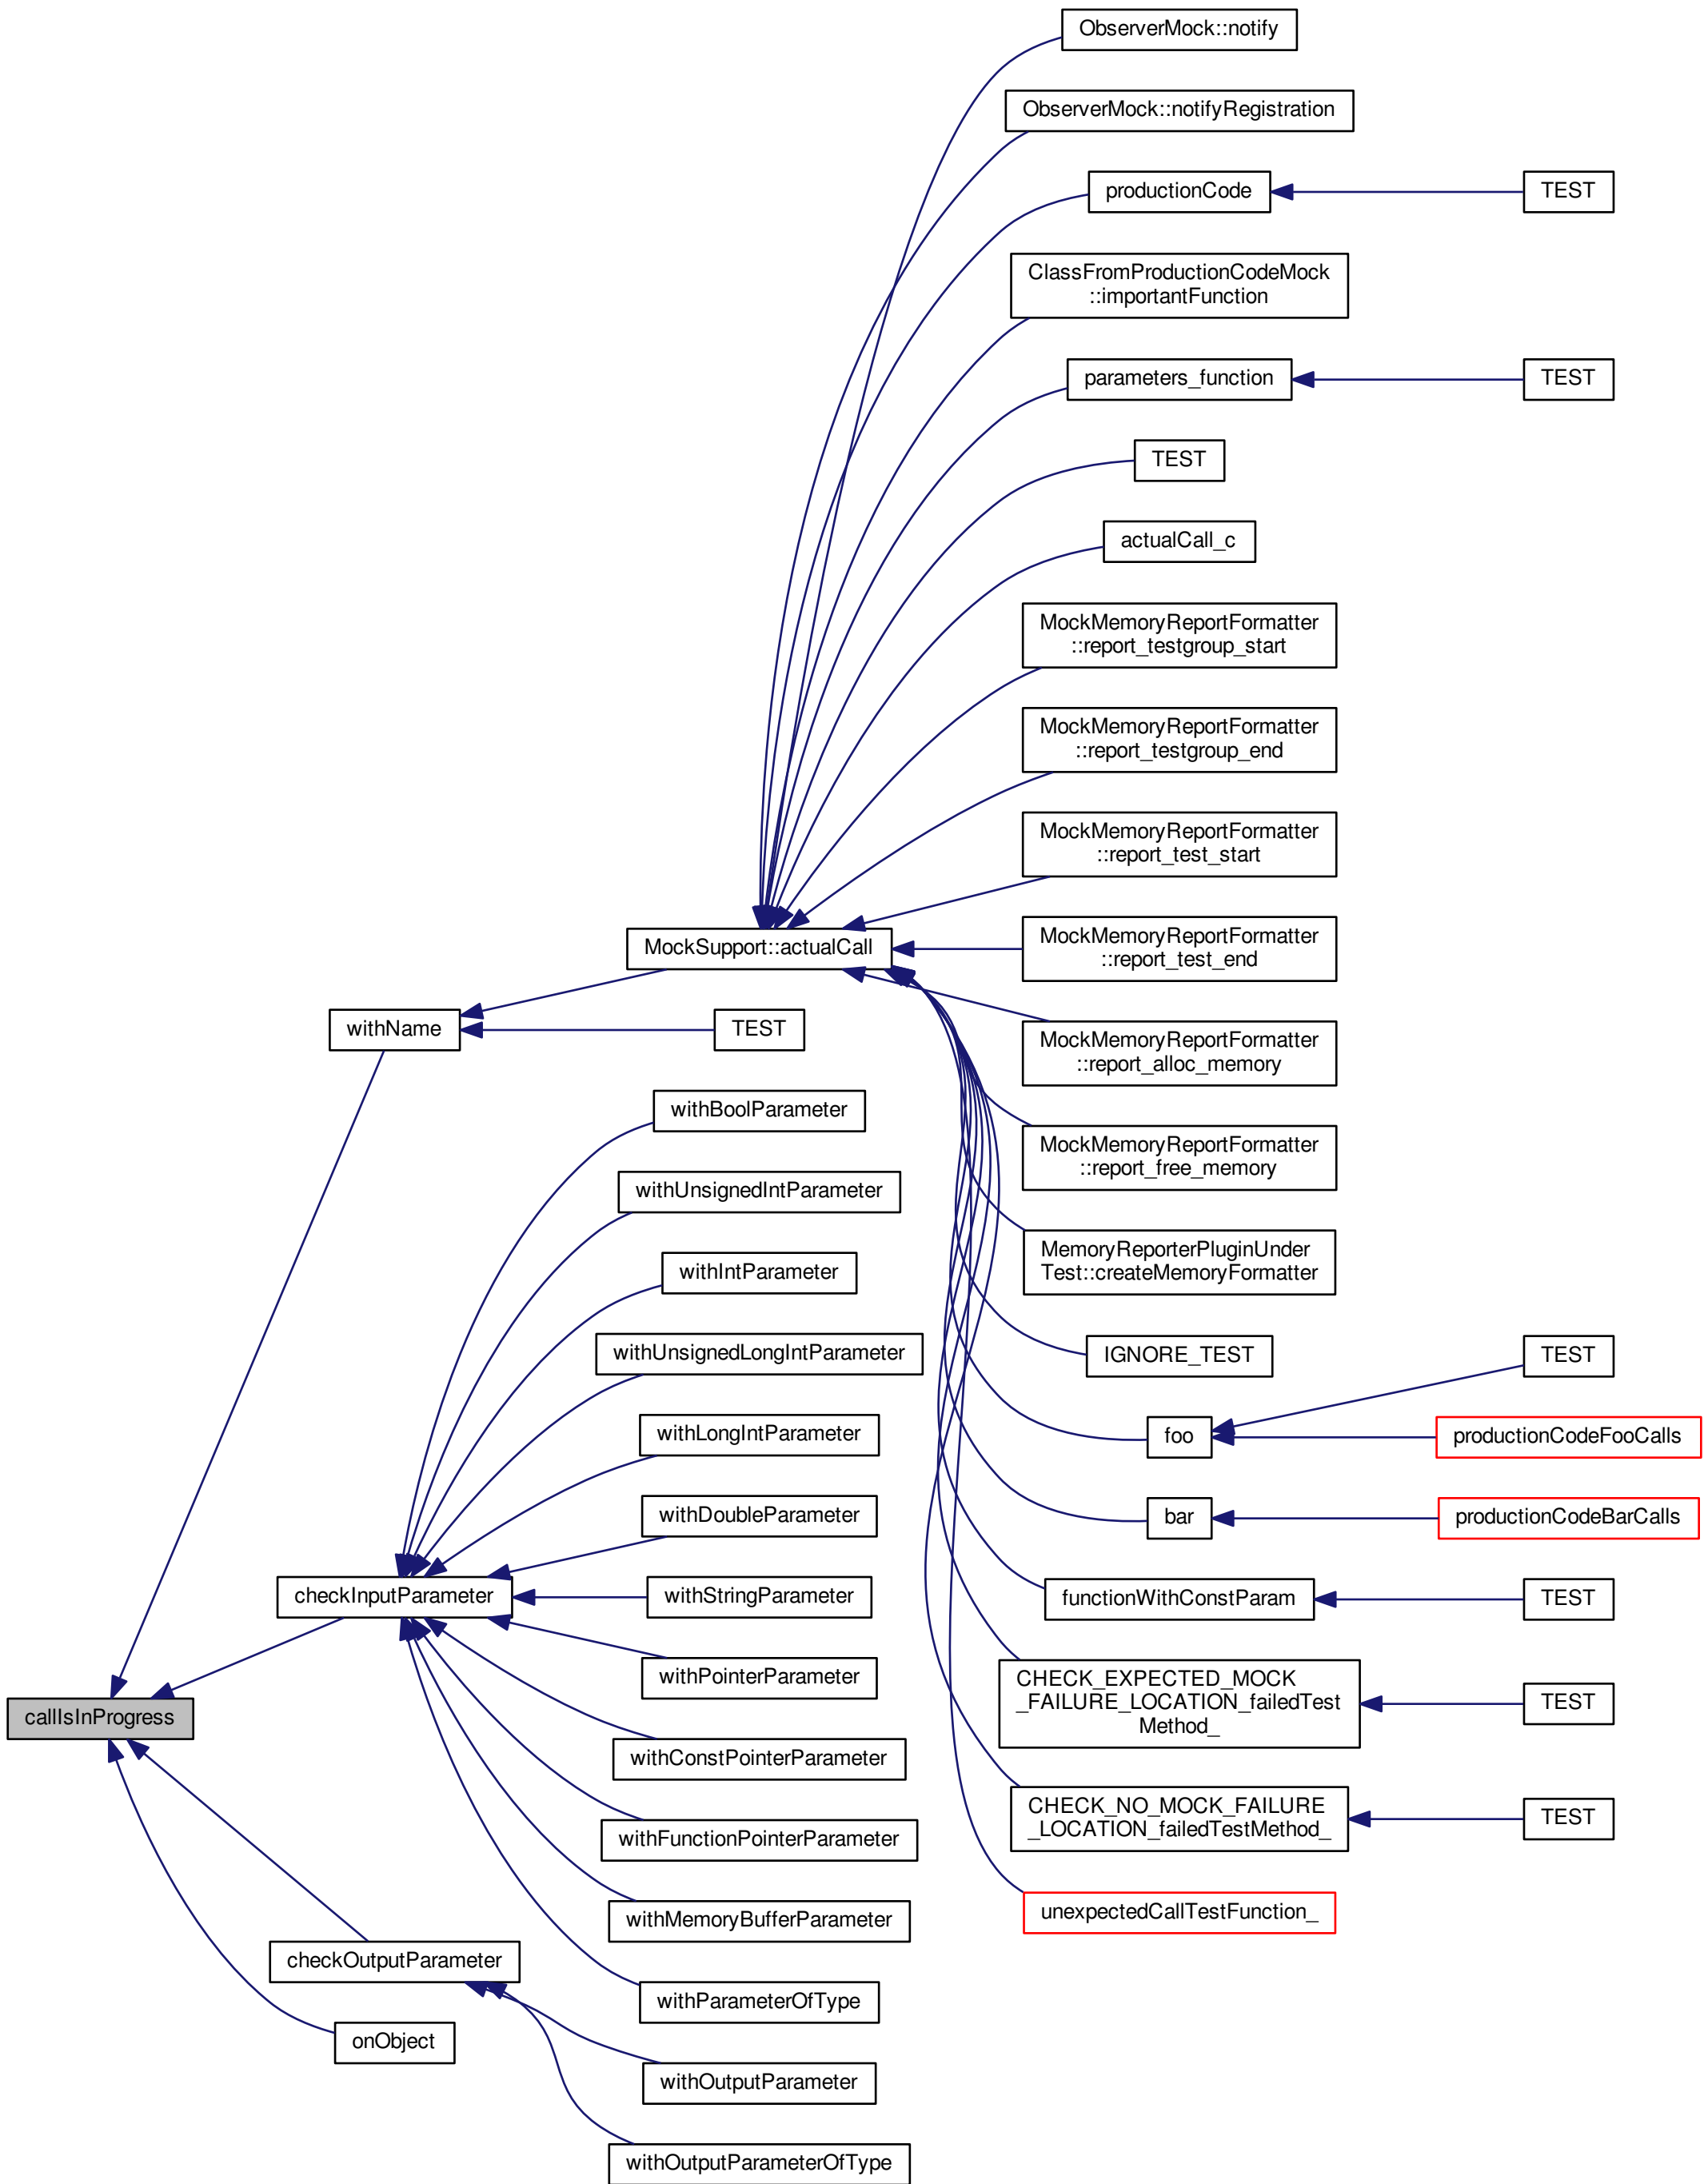 ObserverMock::notify
ObserverMock::notifyRegistration
productionCode
TEST
ClassFromProductionCodeMock
::importantFunction
parameters_function
TEST
TEST
actualCall_c
MockMemoryReportFormatter
::report_testgroup_start
MockMemoryReportFormatter
::report_testgroup_end
MockMemoryReportFormatter
::report_test_start
MockSupport::actualCall
MockMemoryReportFormatter
::report_test_end
withName
TEST
MockMemoryReportFormatter
::report_alloc_memory
withBoolParameter
MockMemoryReportFormatter
::report_free_memory
withUnsignedIntParameter
withIntParameter
MemoryReporterPluginUnder
Test::createMemoryFormatter
withUnsignedLongIntParameter
IGNORE_TEST
TEST
withLongIntParameter
foo
productionCodeFooCalls
withDoubleParameter
bar
productionCodeBarCalls
checkInputParameter
withStringParameter
functionWithConstParam
TEST
withPointerParameter
CHECK_EXPECTED_MOCK
_FAILURE_LOCATION_failedTest
Method_
TEST
callIsInProgress
withConstPointerParameter
CHECK_NO_MOCK_FAILURE
_LOCATION_failedTestMethod_
TEST
withFunctionPointerParameter
withMemoryBufferParameter
unexpectedCallTestFunction_
checkOutputParameter
withParameterOfType
onObject
withOutputParameter
withOutputParameterOfType